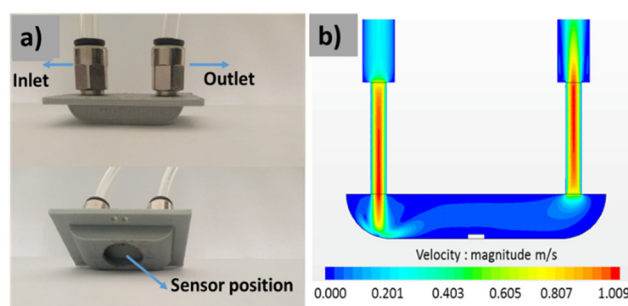 a)
Inlet
Outlet
Sensor position
b)
Velocity : magnitude m/s
0.000 0.201 0.403 0.605 0.807 1.009